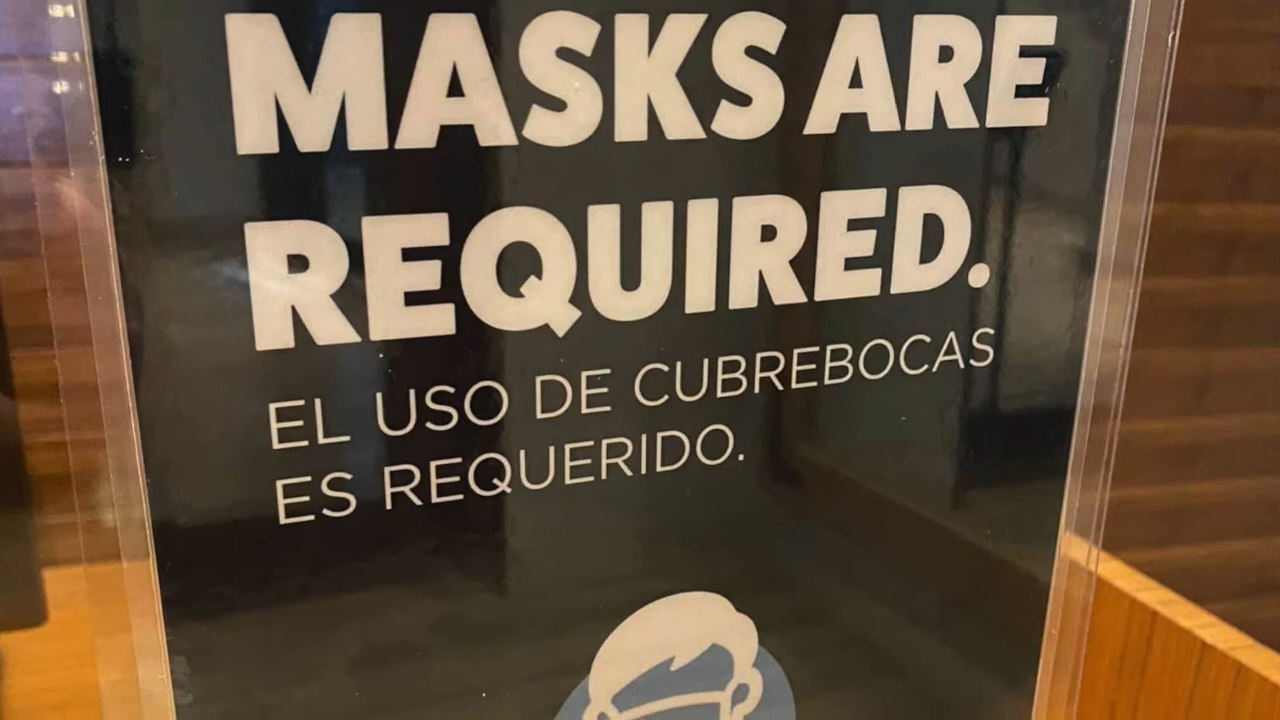 MASKS ARE
REQUIRED.
EL USO DE CUBREBOCAS
ES REQUERIDO.